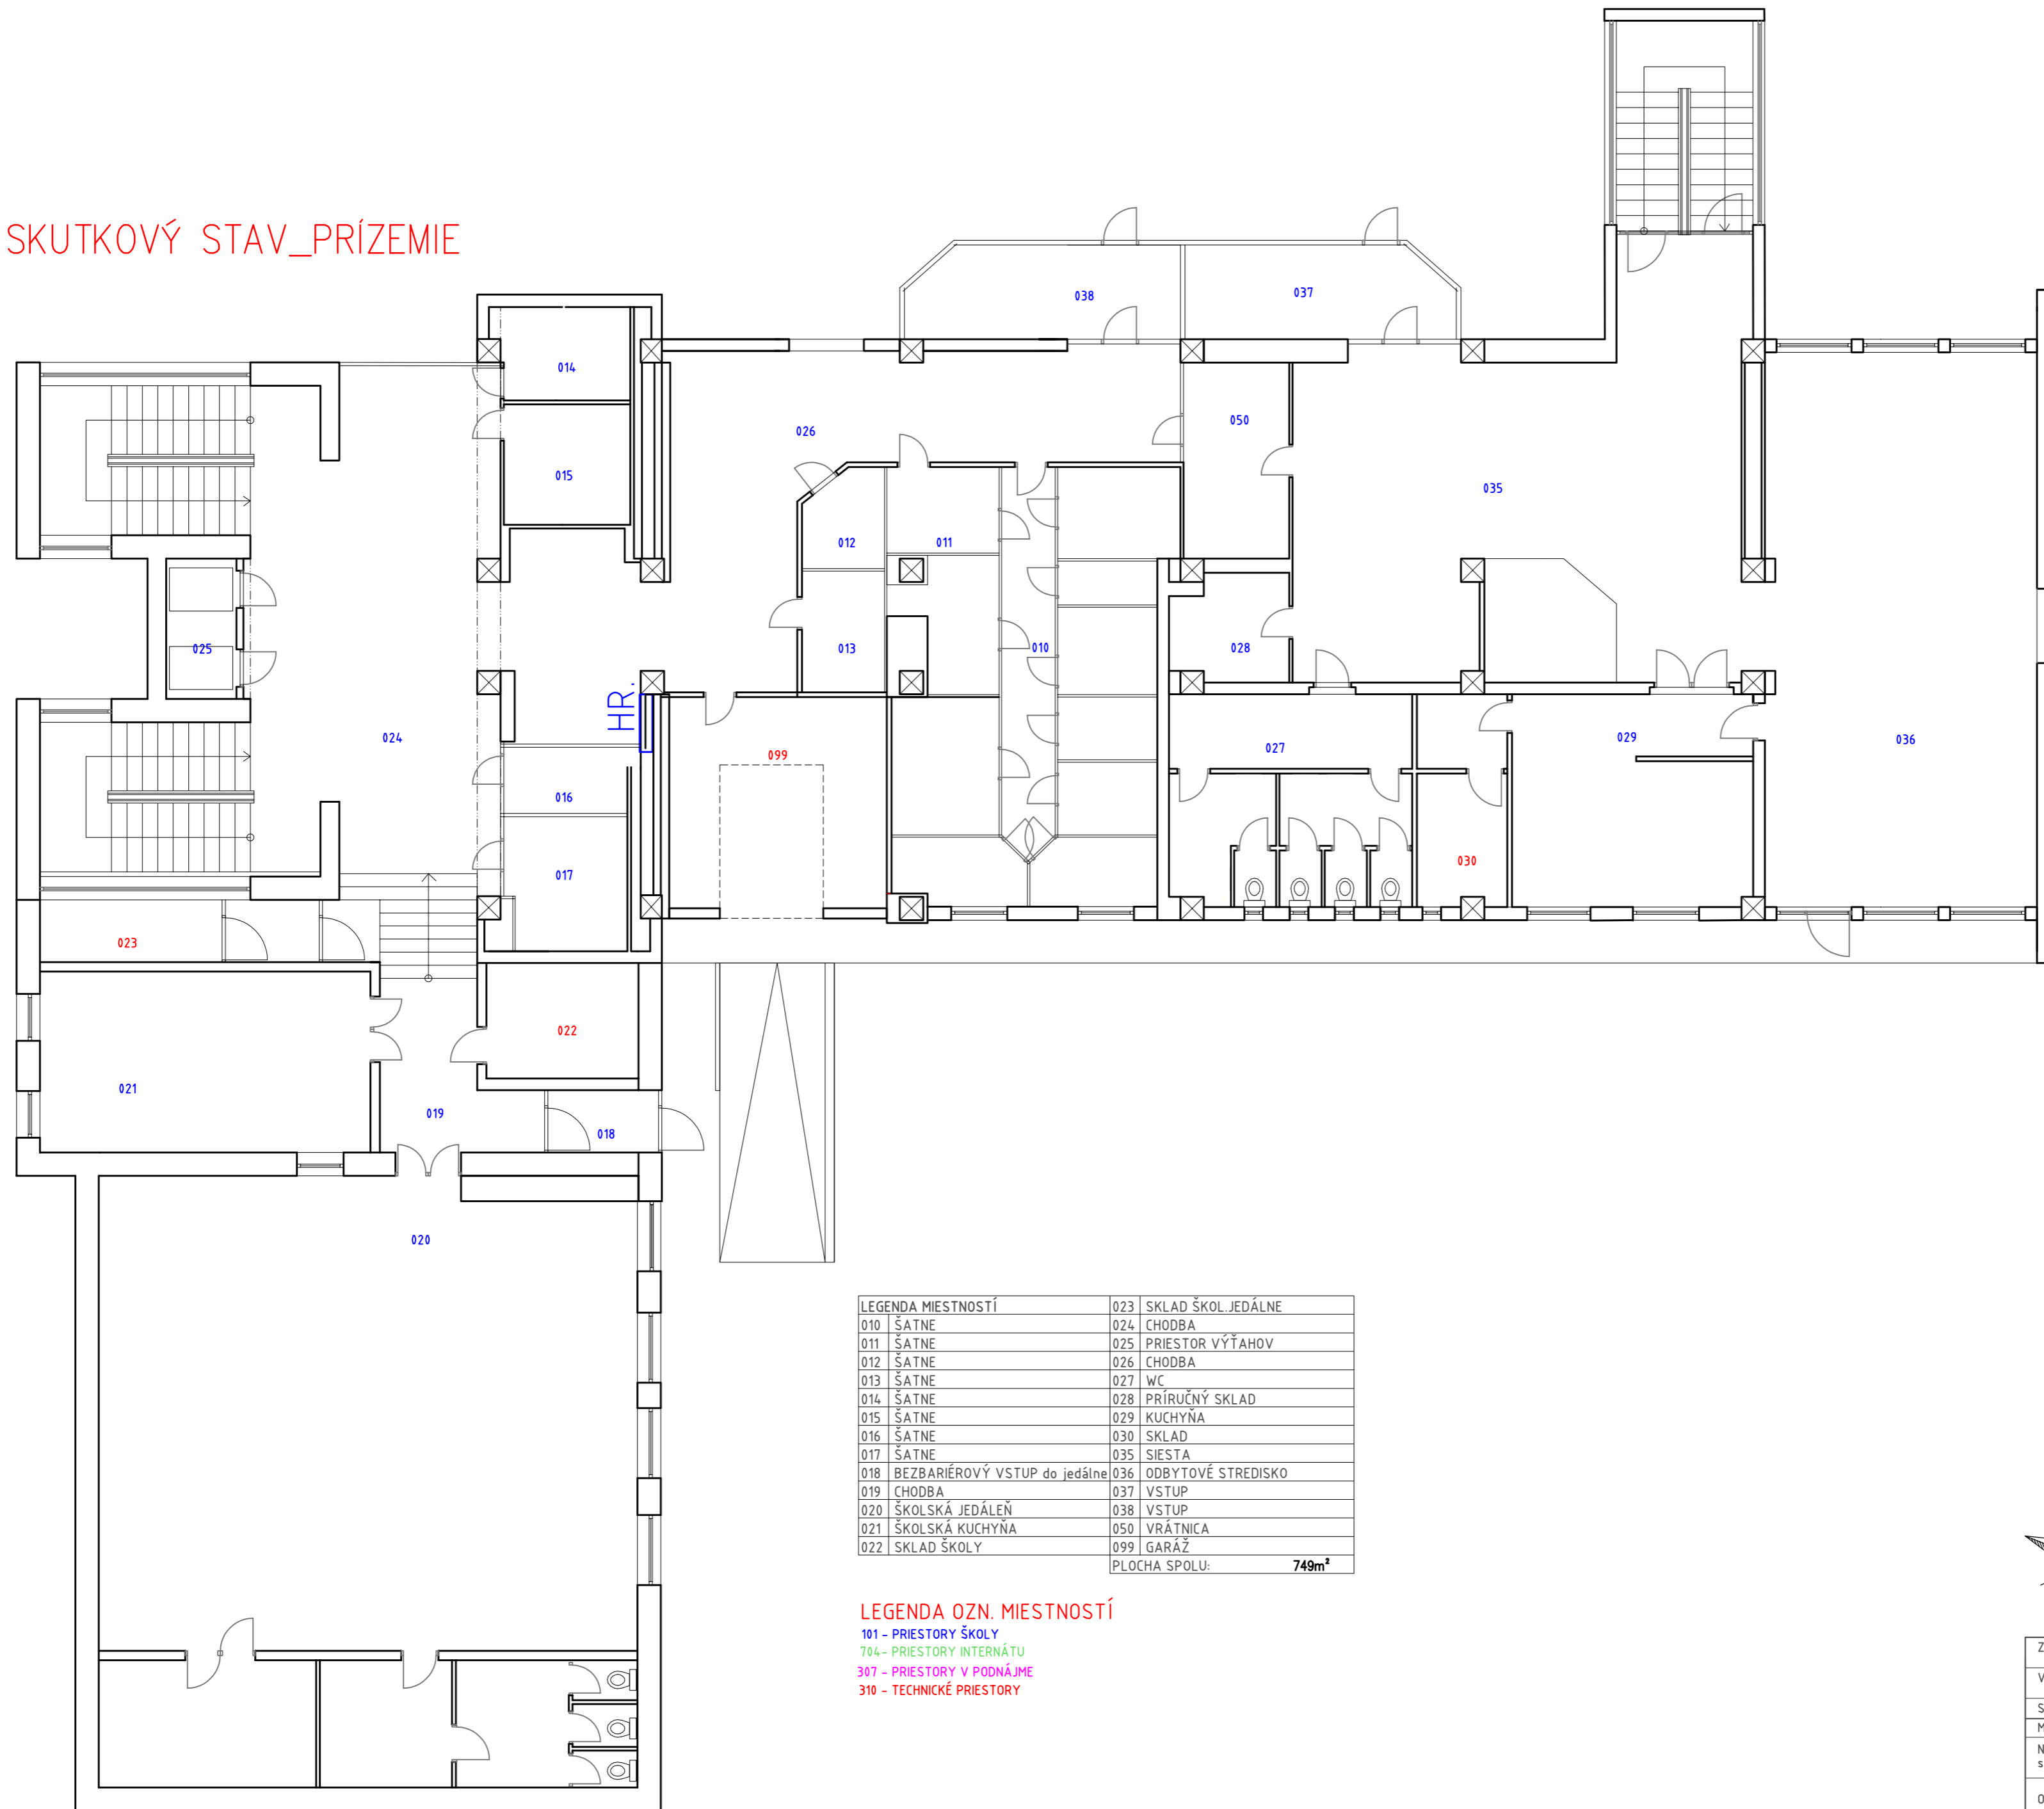 SKUTKOVÝ STAV_PRÍZEMIE
038
037
014
026
050
015
035
012
011
025
013
010
028
HR.
024
099
027
029
036
016
017
030
023
022
021
019
018
020
LEGENDA MIESTNOSTÍ 023 SKLAD ŠKOL.JEDÁLNE
010 ŠATNE 024 CHODBA
011 ŠATNE 025 PRIESTOR VÝŤAHOV
012 ŠATNE 026 CHODBA
013 ŠATNE 027 WC
014 ŠATNE 028 PRÍRUČNÝ SKLAD
015 ŠATNE 029 KUCHYŇA
016 ŠATNE 030 SKLAD
017 ŠATNE 035 SIESTA
018 BEZBARIÉROVÝ VSTUP do jedálne 036 ODBYTOVÉ STREDISKO
019 CHODBA 037 VSTUP
020 ŠKOLSKÁ JEDÁLEŇ 038 VSTUP
021 ŠKOLSKÁ KUCHYŇA 050 VRÁTNICA
022 SKLAD ŠKOLY 099 GARÁŽ
PLOCHA SPOLU: 749m²
LEGENDA OZN. MIESTNOSTÍ
101 - PRIESTORY ŠKOLY
704- PRIESTORY INTERNÁTU
307 - PRIESTORY V PODNÁJME
310 - TECHNICKÉ PRIESTORY